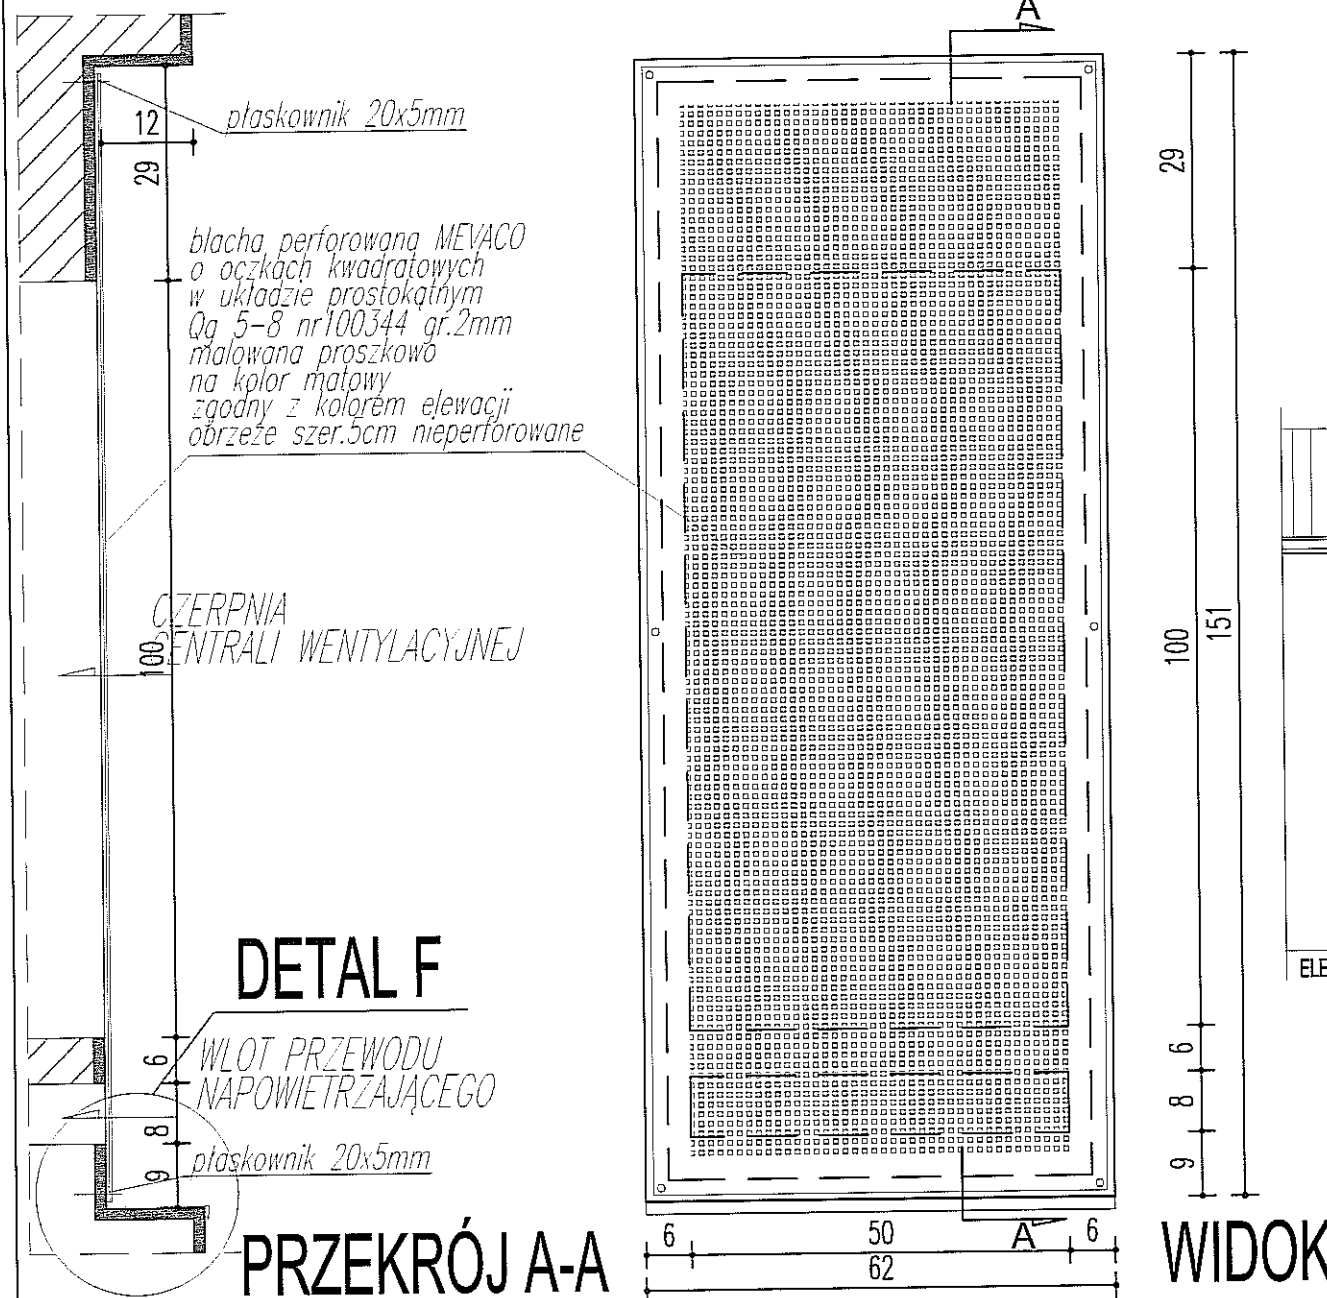 A
płaskownik 20x5mm
12
29
blacha perforowana MEVACO
o oczkach kwadratowych
w układzie prostokątnym
Qg 5-8 nr100344 gr.2mm
malowana proszkowo
na kolor matowy
zgodny z kolorem elewacji
obrzeże szer.5cm nieperforowane
CZERPNIA
CENTRALI WENTYLACYJNEJ
100
DETAL F
WLOT PRZEWODU
NAPOWIETRZAJĄCEGO
6
8
9
płaskownik 20x5mm
PRZEKRÓJ A-A
29
100
151
6
8
9
6
50
A
6
62
WIDOK
ELE